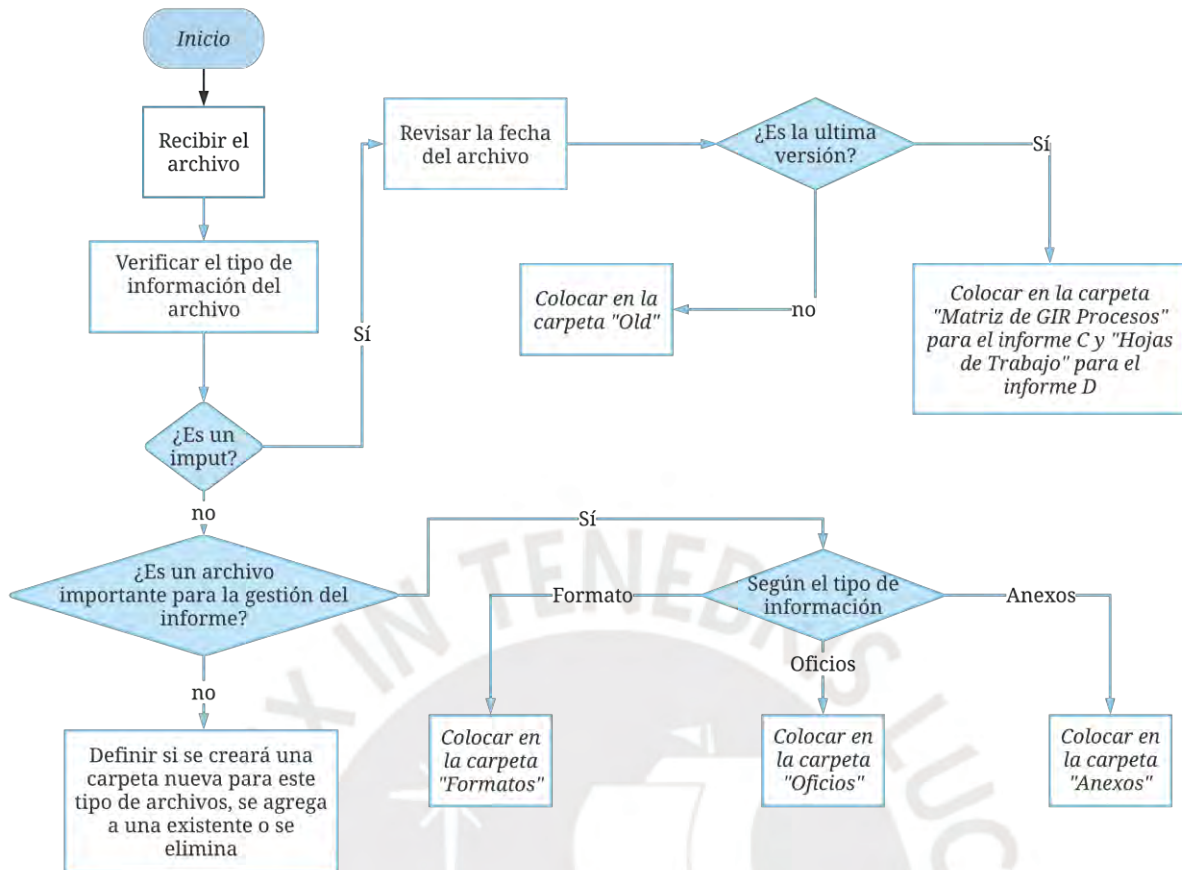 Inicio
Recibir el
archivo
Verificar el tipo de
información del
archivo
¿Es un
imput?
Sí
Revisar la fecha
del archivo
¿Es la ultima
versión?
Sí
no
Colocar en la
carpeta "Old"
Colocar en la carpeta
"Matriz de GIR Procesos"
para el informe C y "Hojas
de Trabajo" para el
informe D
no
¿Es un archivo
importante para la gestión del
informe?
Sí
Según el tipo de
información
Formato
Oficios
Anexos
Colocar en
la carpeta
"Formatos"
Colocar en
la carpeta
"Oficios"
Colocar en
la carpeta
"Anexos"
no
Definir si se creará una
carpeta nueva para este
tipo de archivos, se agrega
a una existente o se
elimina
X IN TENEBRIS LUC